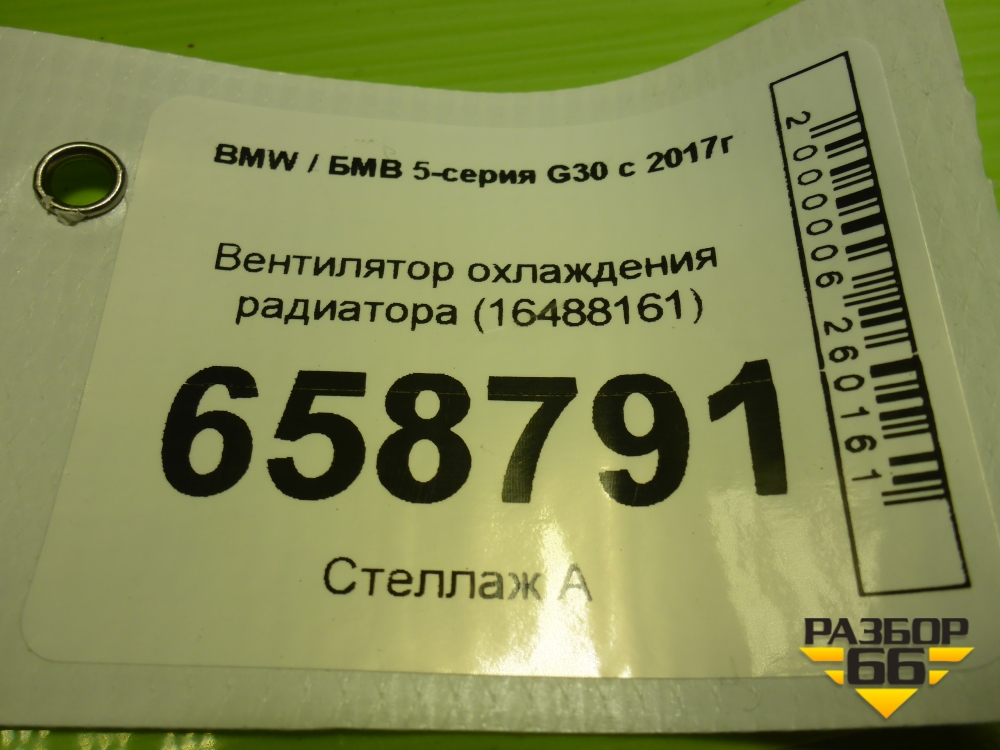 BMW / БМВ 5-серия G30 с 2017г
Вентилятор охлаждения
радиатора (16488161)
658791
Стеллаж А
2000006260161
РАЗБОР
66